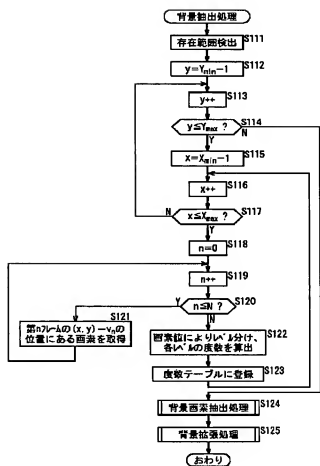 背景抽出処理
S111
存在範囲検出
S112
y=Ymin−1
S113
y++
S114
y≦Ymax ?
N
Y
S115
x=Xmin−1
S116
x++
S117
N
x≦Xmax ?
Y
S118
n=0
S119
n++
S120
Y
n≦N ?
N
S121
第nフレームの(x, y)−vnの
位置にある画素を取得
S122
画素値によりレベル分け、
各レベルの度数を算出
S123
度数テーブルに登録
S124
背景画素抽出処理
S125
背景拡張処理
おわり